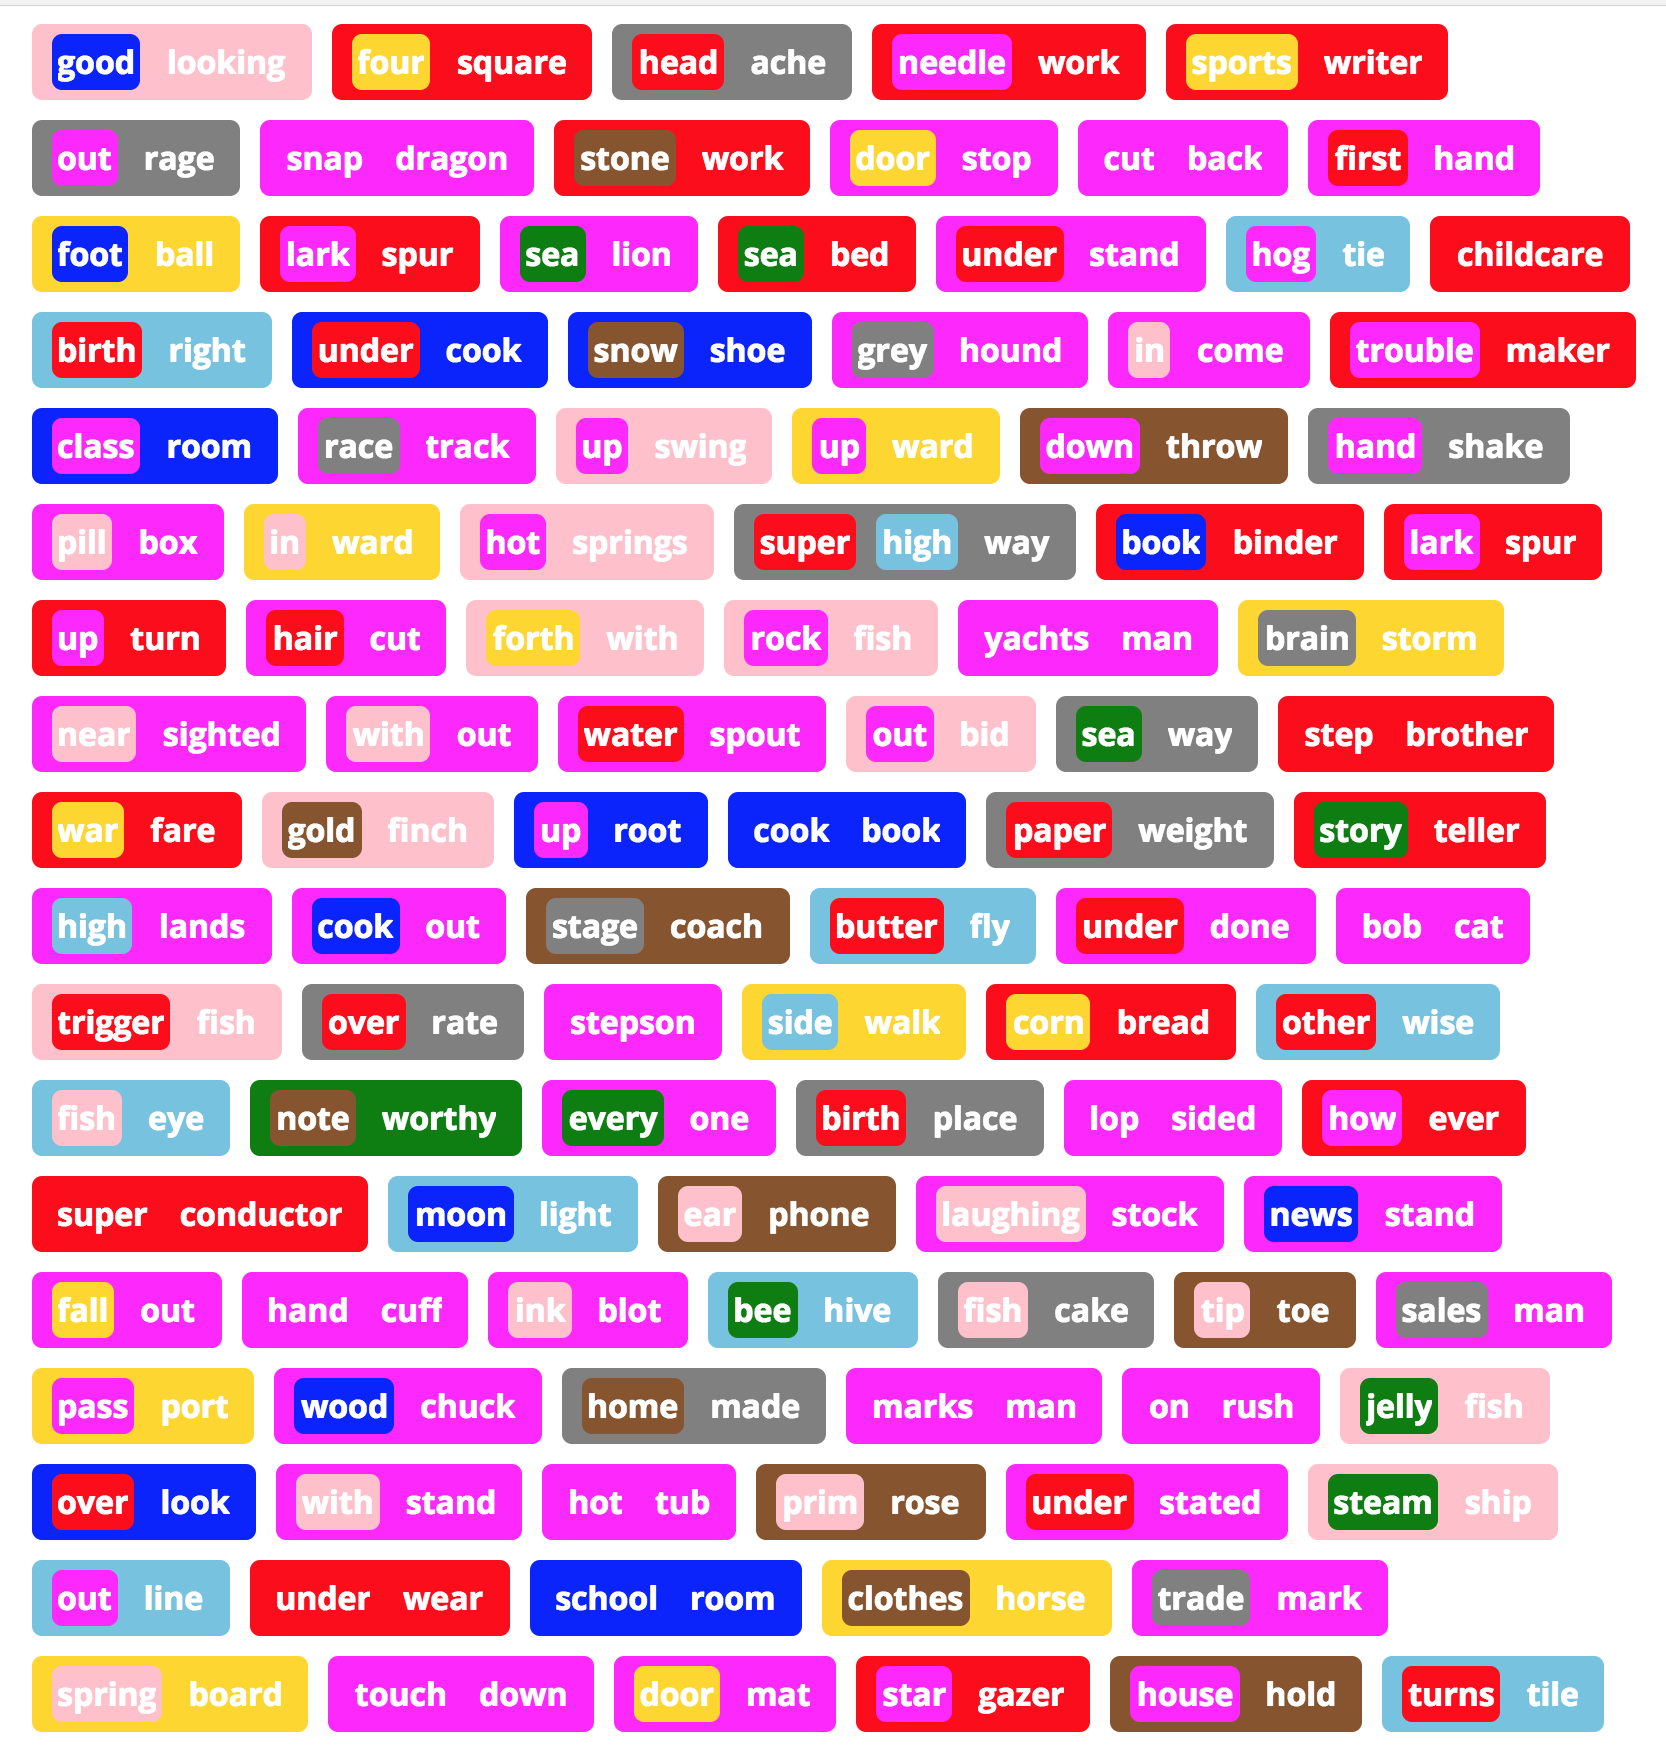 good looking four square head ache needle work sports writer
out rage snap dragon stone work door stop cut back first hand
foot ball lark spur sea lion sea bed under stand hog tie childcare
birth right under cook snow shoe grey hound in come trouble maker
class room race track up swing up ward down throw hand shake
pill box in ward hot springs super high way book binder lark spur
up turn hair cut forth with rock fish yachts man brain storm
near sighted with out water spout out bid sea way step brother
war fare gold finch up root cook book paper weight story teller
high lands cook out stage coach butter fly under done bob cat
trigger fish over rate stepson side walk corn bread other wise
fish eye note worthy every one birth place lop sided how ever
super conductor moon light ear phone laughing stock news stand
fall out hand cuff ink blot bee hive fish cake tip toe sales man
pass port wood chuck home made marks man on rush jelly fish
over look with stand hot tub prim rose under stated steam ship
out line under wear school room clothes horse trade mark
spring board touch down door mat star gazer house hold turns tile